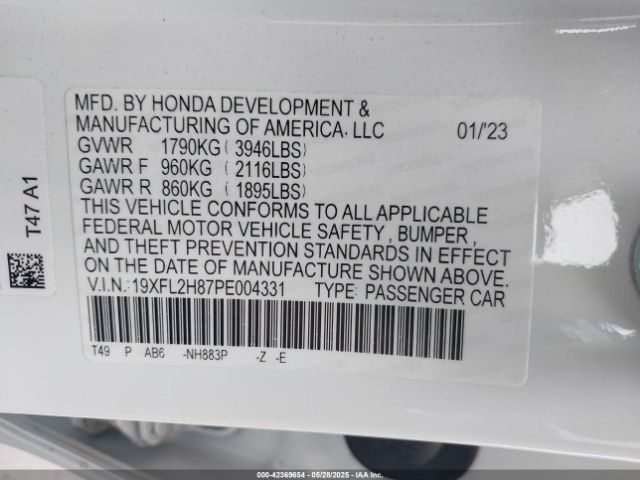 MFD. BY HONDA DEVELOPMENT &
MANUFACTURING OF AMERICA, LLC 01/'23
GVWR 1790KG (3946LBS)
GAWR F 960KG (2116LBS)
GAWR R 860KG (1895LBS)
THIS VEHICLE CONFORMS TO ALL APPLICABLE
FEDERAL MOTOR VEHICLE SAFETY, BUMPER,
AND THEFT PREVENTION STANDARDS IN EFFECT
ON THE DATE OF MANUFACTURE SHOWN ABOVE.
V.I.N.:19XFL2H87PE004331 TYPE: PASSENGER CAR
T49 P AB6 -NH883P -Z -E
T47 A1
000-42369654 - 05/28/2025 - IAAI.COM